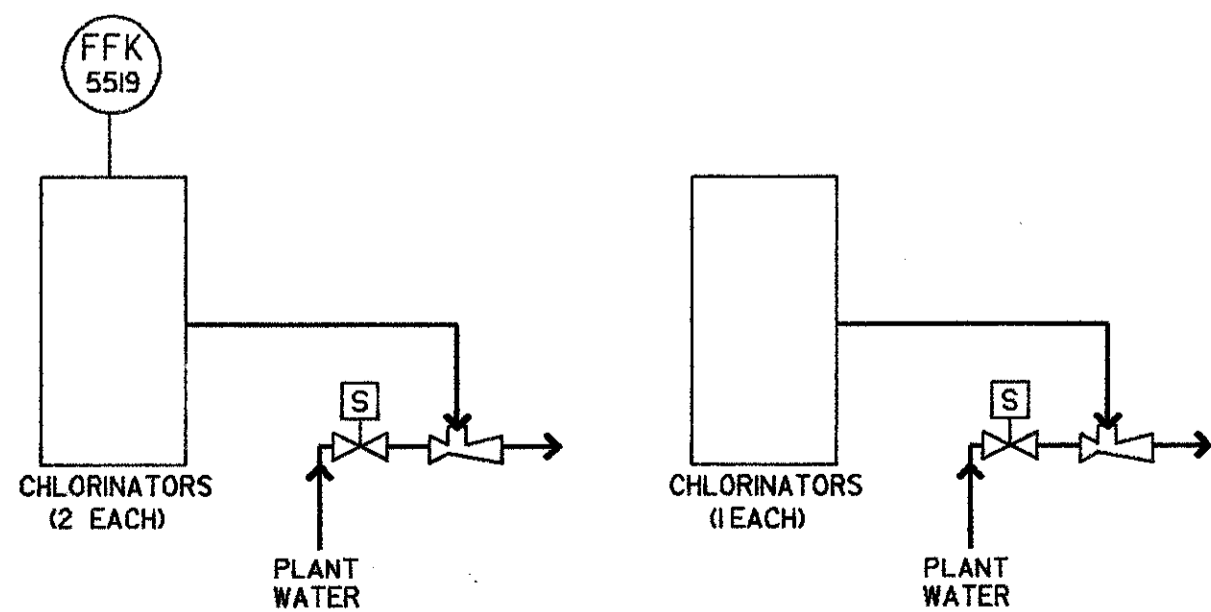 FFK
5519
S
CHLORINATORS
(2 EACH)
PLANT
WATER
S
CHLORINATORS
(1 EACH)
PLANT
WATER